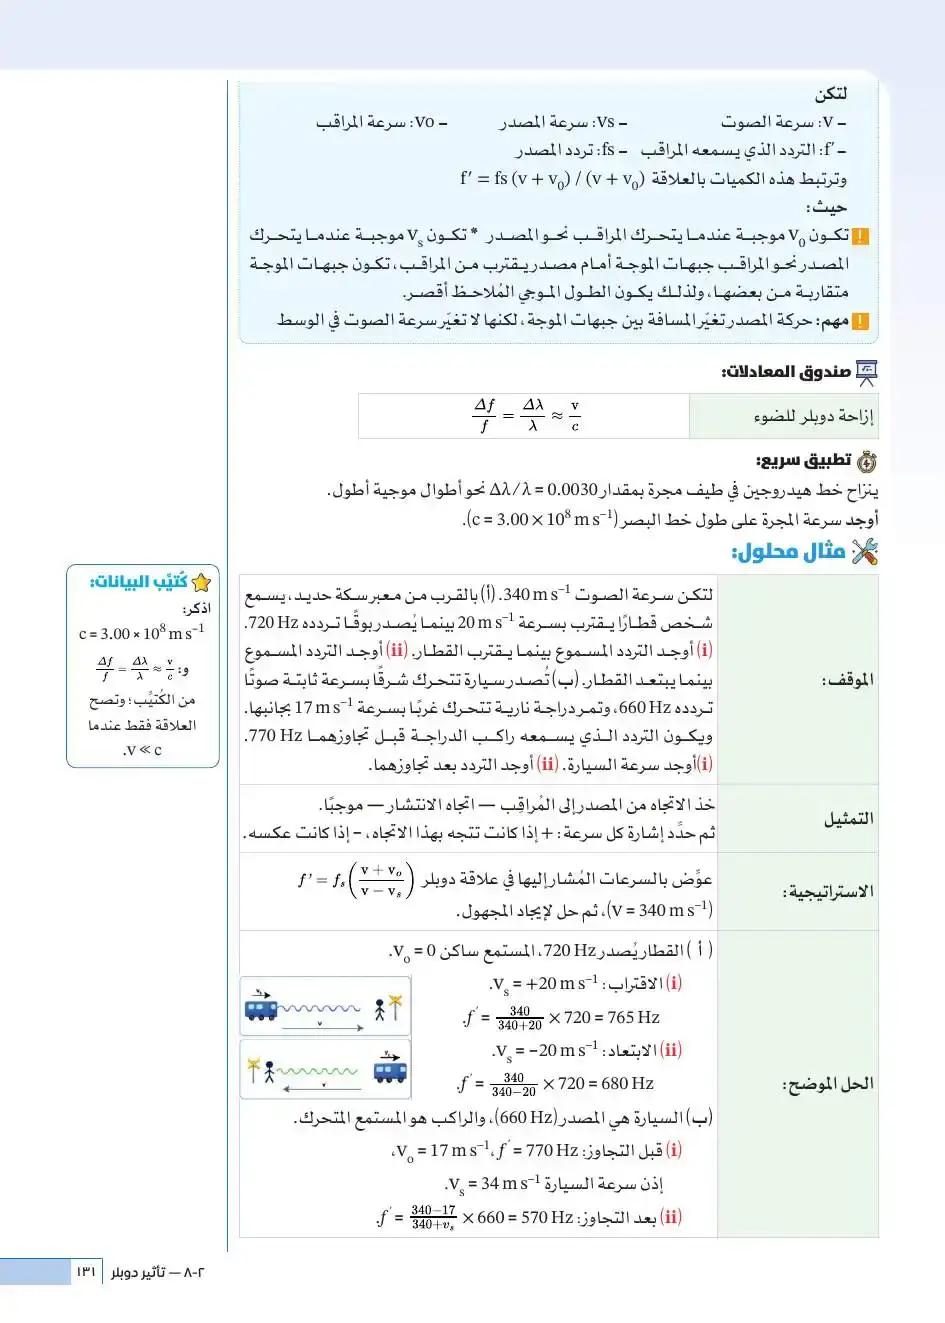 لتكن
– v: سرعة الصوت – vs: سرعة المصدر – vo: سرعة المراقب
– f′: التردد الذي يسمعه المراقب – fs: تردد المصدر
وترتبط هذه الكميات بالعلاقة f′ = fs (v + v₀) / (v + v₀)
حيث:
! تكون v₀ موجبة عندما يتحرك المراقب نحو المصدر * تكون vₛ موجبة عندما يتحرك
المصدر نحو المراقب جبهات الموجة أمام مصدر يقترب من المراقب، تكون جبهات الموجة
متقاربة من بعضها، ولذلك يكون الطول الموجي المُلاحظ أقصر.
! مهم: حركة المصدر تغيّر المسافة بين جبهات الموجة، لكنها لا تغيّر سرعة الصوت في الوسط
صندوق المعادلات:
إزاحة دوبلر للضوء Δf/f = Δλ/λ ≈ v/c
تطبيق سريع:
ينزاح خط هيدروجين في طيف مجرة بمقدار Δλ/λ = 0.0030 نحو أطوال موجية أطول.
أوجد سرعة المجرة على طول خط البصر (c = 3.00 × 10⁸ m s⁻¹).
مثال محلول:
الموقف:
لتكن سرعة الصوت 340 m s⁻¹. (أ) بالقرب من معبر سكة حديد، يسمع
شخص قطارًا يقترب بسرعة 20 m s⁻¹ بينما يُصدر بوقًا تردده 720 Hz.
(i) أوجد التردد المسموع بينما يقترب القطار. (ii) أوجد التردد المسموع
بينما يبتعد القطار. (ب) تُصدر سيارة تتحرك شرقًا بسرعة ثابتة صوتًا
تردده 660 Hz، وتمر دراجة نارية تتحرك غربًا بسرعة 17 m s⁻¹ بجانبها.
ويكون التردد الذي يسمعه راكب الدراجة قبل تجاوزهما 770 Hz.
(i) أوجد سرعة السيارة. (ii) أوجد التردد بعد تجاوزهما.
التمثيل
خذ الاتجاه من المصدر إلى المُراقِب — اتجاه الانتشار — موجبًا.
ثم حدِّد إشارة كل سرعة: + إذا كانت تتجه بهذا الاتجاه، – إذا كانت عكسه.
الاستراتيجية:
عوِّض بالسرعات المُشار إليها في علاقة دوبلر f' = fₛ((v + vₒ)/(v − vₛ))
(v = 340 m s⁻¹)، ثم حل لإيجاد المجهول.
الحل الموضح:
( أ ) القطار يُصدر 720 Hz، المستمع ساكن vₒ = 0.
(i) الاقتراب: vₛ = +20 m s⁻¹.
f′ = 340/(340+20) × 720 = 765 Hz.
(ii) الابتعاد: vₛ = −20 m s⁻¹.
f′ = 340/(340−20) × 720 = 680 Hz.
(ب) السيارة هي المصدر (660 Hz)، والراكب هو المستمع المتحرك.
(i) قبل التجاوز: f′ = 770 Hz، vₒ = 17 m s⁻¹،
إذن سرعة السيارة vₛ = 34 m s⁻¹.
(ii) بعد التجاوز: f′ = (340−17)/(340+vₛ) × 660 = 570 Hz.
vₛ
v
vₛ
v
كُتيّب البيانات:
اذكر:
c = 3.00 × 10⁸ m s⁻¹
و: Δf/f = Δλ/λ ≈ v/c
من الكُتيِّب؛ وتصح
العلاقة فقط عندما
v ≪ c.
٨-٢ — تأثير دوبلر ١٣١